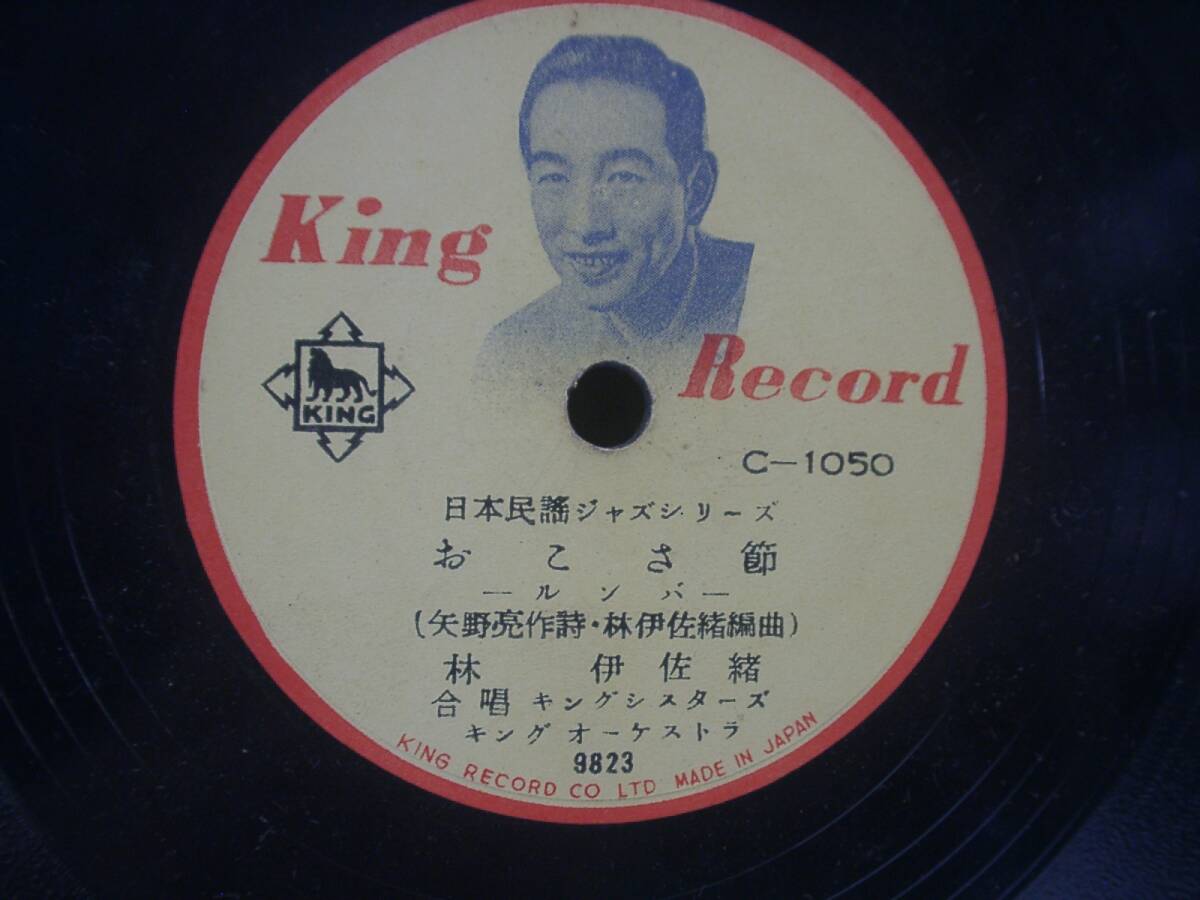 King
Record
KING
C-1050
日本民謡ジャズシリーズ
おこさ節
—ルンバ—
(矢野亮作詩・林伊佐緒編曲)
林 伊佐緒
合唱 キングシスターズ
キングオーケストラ
9823
KING RECORD CO LTD MADE IN JAPAN